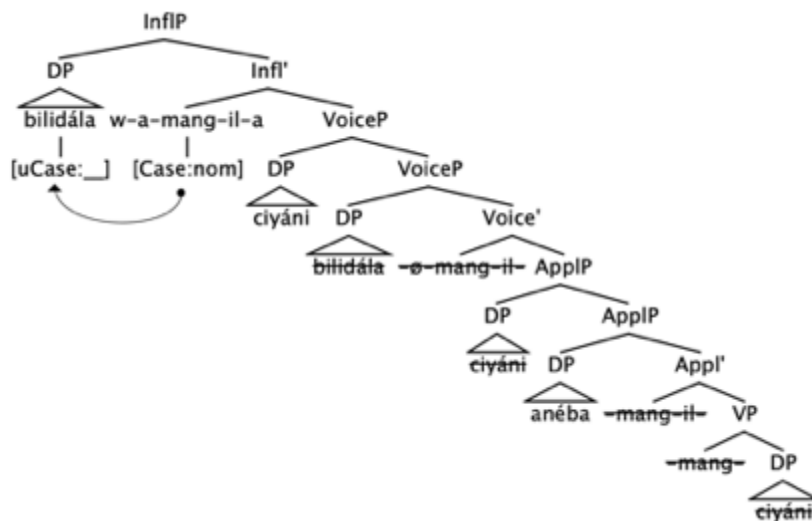 InflP
DP Infl'
bilidála w-a-mang-il-a VoiceP
[uCase:__] [Case:nom] DP VoiceP
ciyáni DP Voice'
bilidála -ø-mang-il- ApplP
DP ApplP
ciyáni DP Appl'
anéba -mang-il- VP
-mang- DP
ciyáni